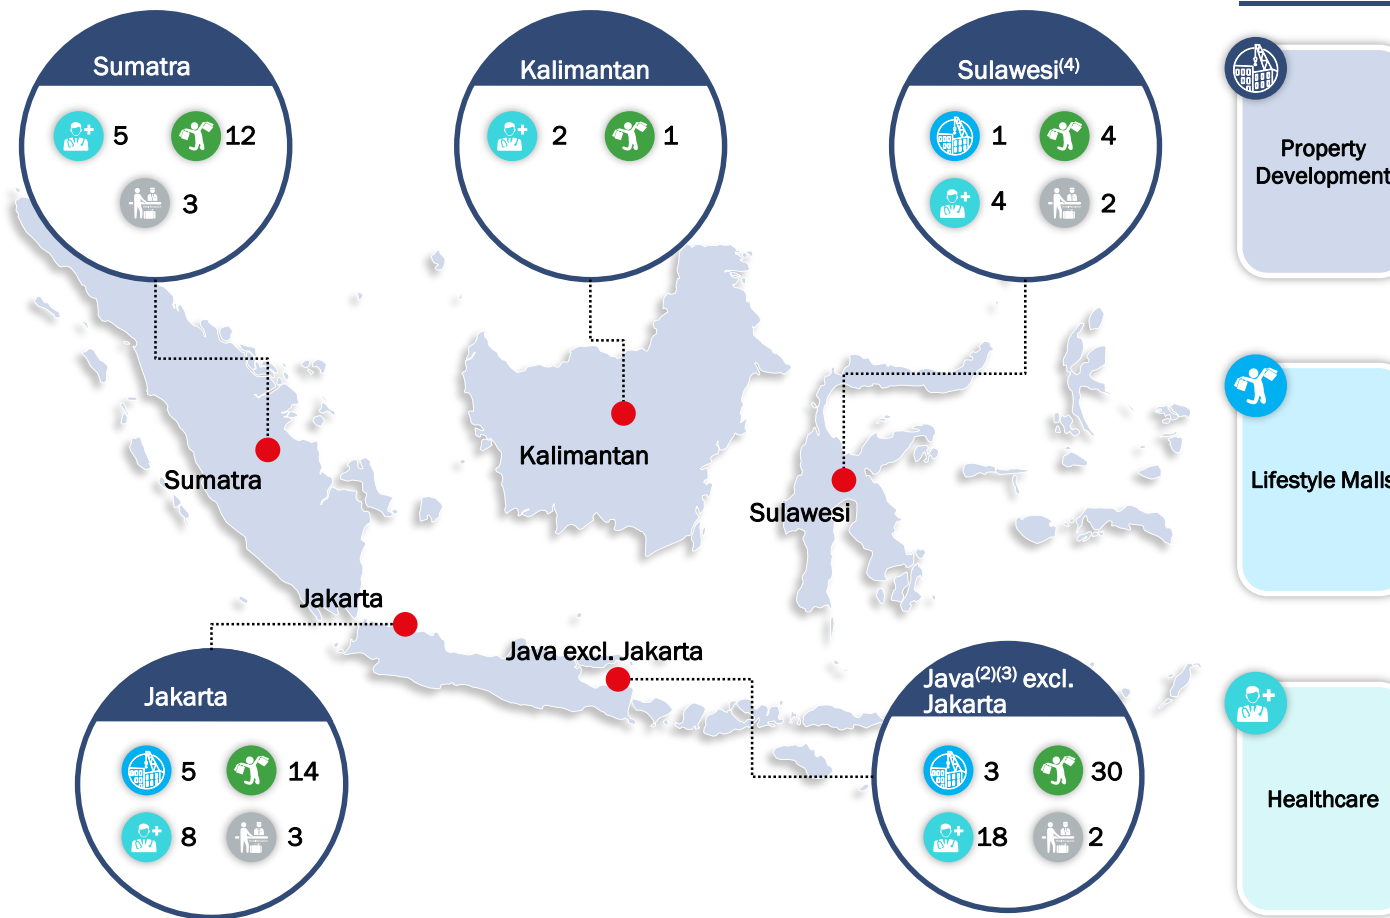 Sumatra
5
12
3
Kalimantan
2
1
Sulawesi(4)
1
4
4
2
Sumatra
Kalimantan
Sulawesi
Jakarta
Java excl. Jakarta
Jakarta
5
14
8
3
Java(2)(3) excl.
Jakarta
3
30
18
2
Property
Development
Lifestyle Malls
Healthcare